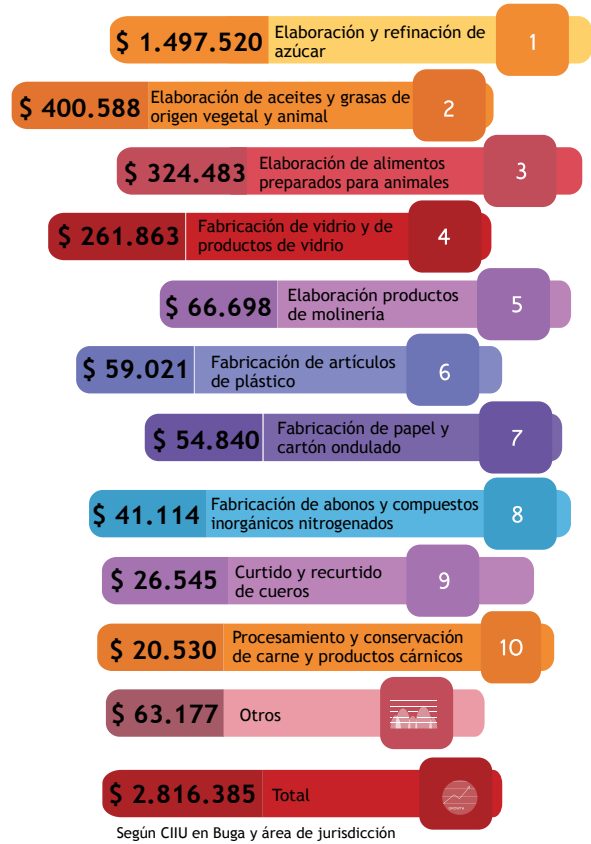 $ 1.497.520
Elaboración y refinación de
azúcar
1
$ 400.588
Elaboración de aceites y grasas de
origen vegetal y animal
2
$ 324.483
Elaboración de alimentos
preparados para animales
3
$ 261.863
Fabricación de vidrio y de
productos de vidrio
4
$ 66.698
Elaboración productos
de molinería
5
$ 59.021
Fabricación de artículos
de plástico
6
$ 54.840
Fabricación de papel y
cartón ondulado
7
$ 41.114
Fabricación de abonos y compuestos
inorgánicos nitrogenados
8
$ 26.545
Curtido y recurtido
de cueros
9
$ 20.530
Procesamiento y conservación
de carne y productos cárnicos
10
$ 63.177
Otros
$ 2.816.385
Total
GROWTH
Según CIIU en Buga y área de jurisdicción